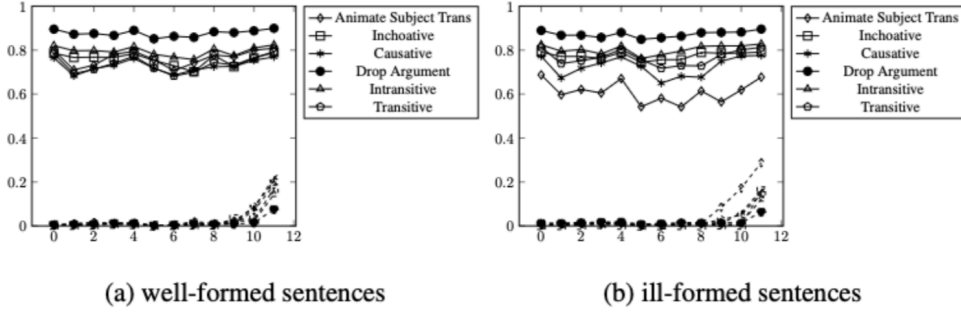 1
0.8
0.6
0.4
0.2
0
0 2 4 6 8 10 12
Animate Subject Trans
Inchoative
Causative
Drop Argument
Intransitive
Transitive
(a) well-formed sentences
1
0.8
0.6
0.4
0.2
0
0 2 4 6 8 10 12
Animate Subject Trans
Inchoative
Causative
Drop Argument
Intransitive
Transitive
(b) ill-formed sentences